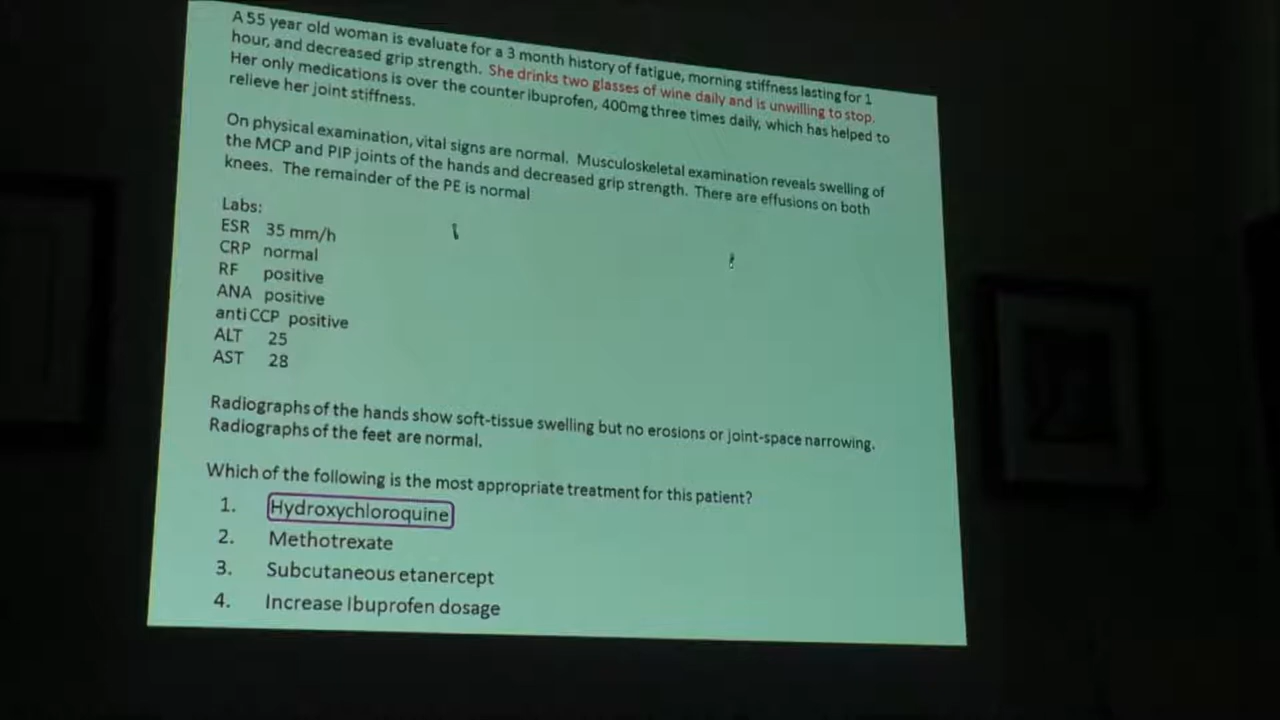 A 55 year old woman is evaluate for a 3 month history of fatigue, morning stiffness lasting for 1
hour, and decreased grip strength. She drinks two glasses of wine daily and is unwilling to stop.
Her only medications is over the counter ibuprofen, 400mg three times daily, which has helped to
relieve her joint stiffness.
On physical examination, vital signs are normal. Musculoskeletal examination reveals swelling of
the MCP and PIP joints of the hands and decreased grip strength. There are effusions on both
knees. The remainder of the PE is normal
Labs:
ESR 35 mm/h
CRP normal
RF positive
ANA positive
anti CCP positive
ALT 25
AST 28
Radiographs of the hands show soft-tissue swelling but no erosions or joint-space narrowing.
Radiographs of the feet are normal.
Which of the following is the most appropriate treatment for this patient?
1. Hydroxychloroquine
2. Methotrexate
3. Subcutaneous etanercept
4. Increase Ibuprofen dosage